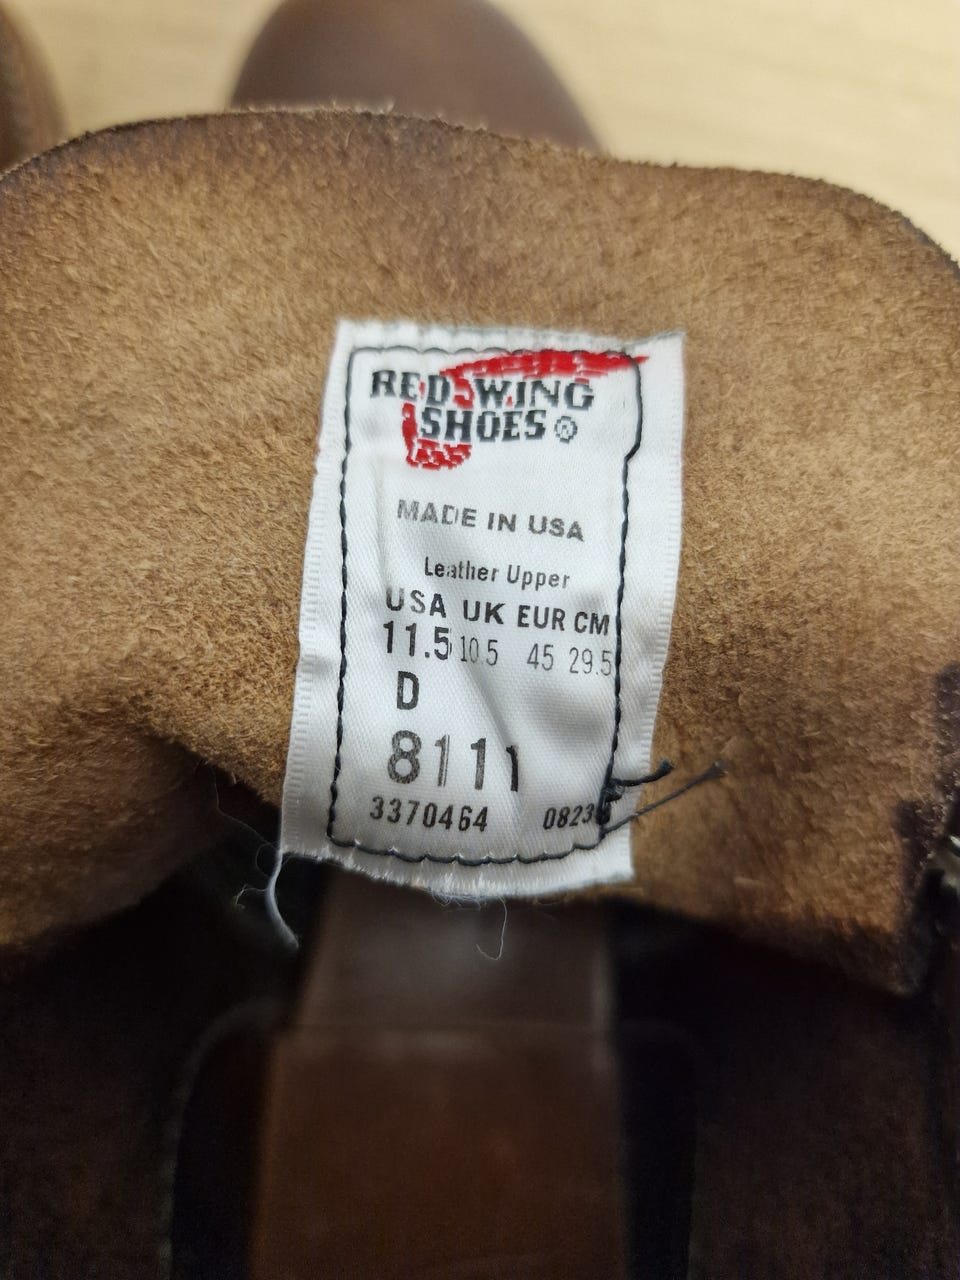 RED WING
SHOES®
MADE IN USA
Leather Upper
USA UK EUR CM
11.5 10.5 45 29.5
D
8111
3370464